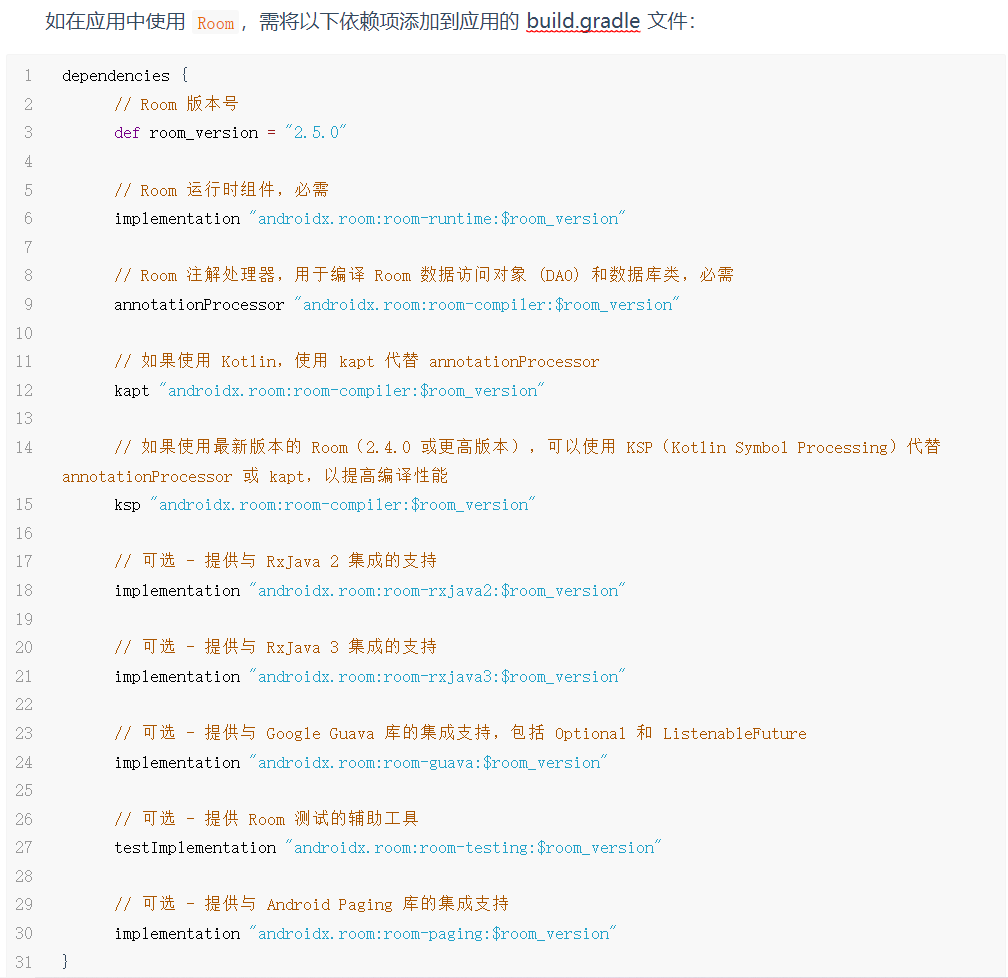 如在应用中使用 Room ，需将以下依赖项添加到应用的 build.gradle 文件：
1 dependencies {
2 // Room 版本号
3 def room_version = "2.5.0"
4
5 // Room 运行时组件，必需
6 implementation "androidx.room:room-runtime:$room_version"
7
8 // Room 注解处理器，用于编译 Room 数据访问对象 (DAO) 和数据库类，必需
9 annotationProcessor "androidx.room:room-compiler:$room_version"
10
11 // 如果使用 Kotlin，使用 kapt 代替 annotationProcessor
12 kapt "androidx.room:room-compiler:$room_version"
13
14 // 如果使用最新版本的 Room（2.4.0 或更高版本），可以使用 KSP（Kotlin Symbol Processing）代替
annotationProcessor 或 kapt，以提高编译性能
15 ksp "androidx.room:room-compiler:$room_version"
16
17 // 可选 - 提供与 RxJava 2 集成的支持
18 implementation "androidx.room:room-rxjava2:$room_version"
19
20 // 可选 - 提供与 RxJava 3 集成的支持
21 implementation "androidx.room:room-rxjava3:$room_version"
22
23 // 可选 - 提供与 Google Guava 库的集成支持，包括 Optional 和 ListenableFuture
24 implementation "androidx.room:room-guava:$room_version"
25
26 // 可选 - 提供 Room 测试的辅助工具
27 testImplementation "androidx.room:room-testing:$room_version"
28
29 // 可选 - 提供与 Android Paging 库的集成支持
30 implementation "androidx.room:room-paging:$room_version"
31 }